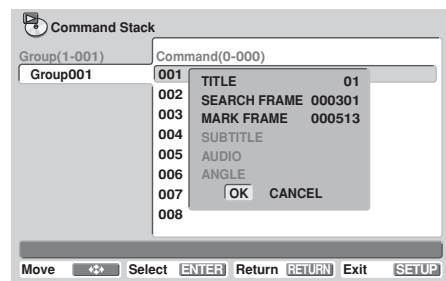 Command Stack
Group(1-001) Command(0-000)
Group001
001
002
003
004
005
006
007
008
TITLE 01
SEARCH FRAME 000301
MARK FRAME 000513
SUBTITLE
AUDIO
ANGLE
OK CANCEL
Move Select ENTER Return RETURN Exit SETUP